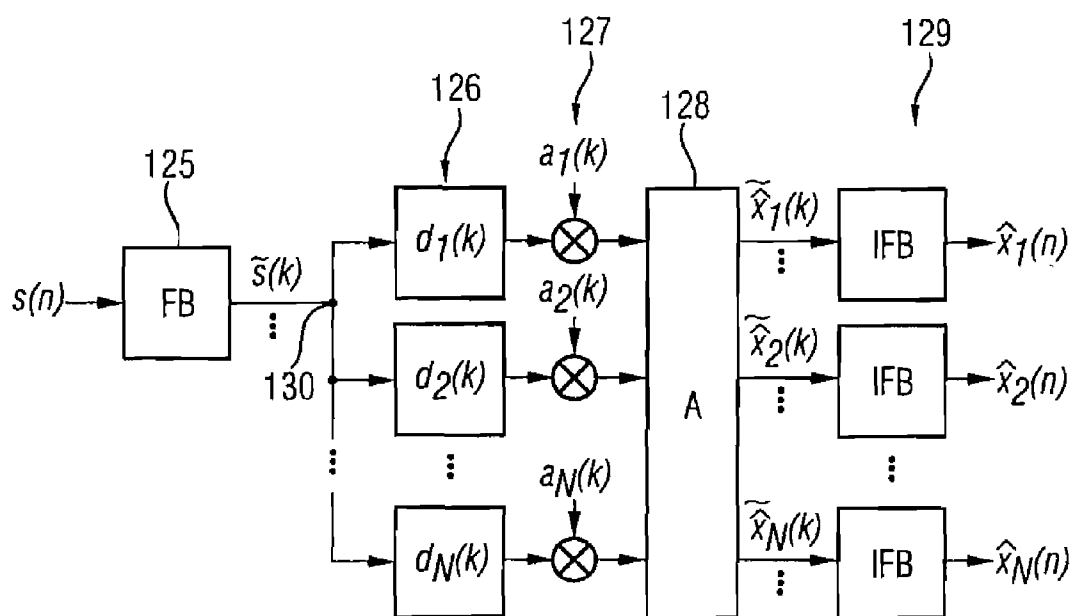 127
129
126
128
125
a1(k)
d1(k)
x̂̃1(k)
IFB
x̂1(n)
s(n)
FB
s̃(k)
...
...
130
a2(k)
d2(k)
A
x̂̃2(k)
...
IFB
x̂2(n)
...
...
...
aN(k)
dN(k)
x̂̃N(k)
...
IFB
x̂N(n)